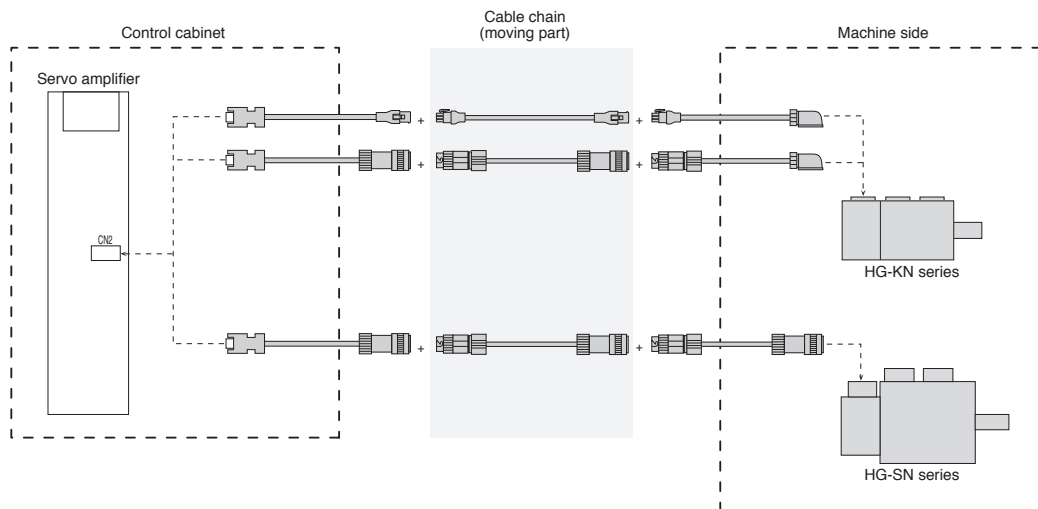 Control cabinet
Cable chain
(moving part)
Machine side
Servo amplifier
+
+
+
+
CN2
HG-KN series
+
+
HG-SN series